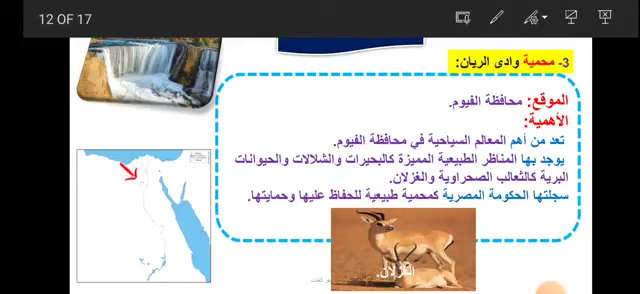 12 OF 17
3- محمية وادى الريان:
الموقع: محافظة الفيوم.
الأهمية:
تعد من أهم المعالم السياحية في محافظة الفيوم.
يوجد بها المناظر الطبيعية المميزة كالبحيرات والشلالات والحيوانات
البرية كالثعالب الصحراوية والغزلان.
سجلتها الحكومة المصرية كمحمية طبيعية للحفاظ عليها وحمايتها.
الغزلان.